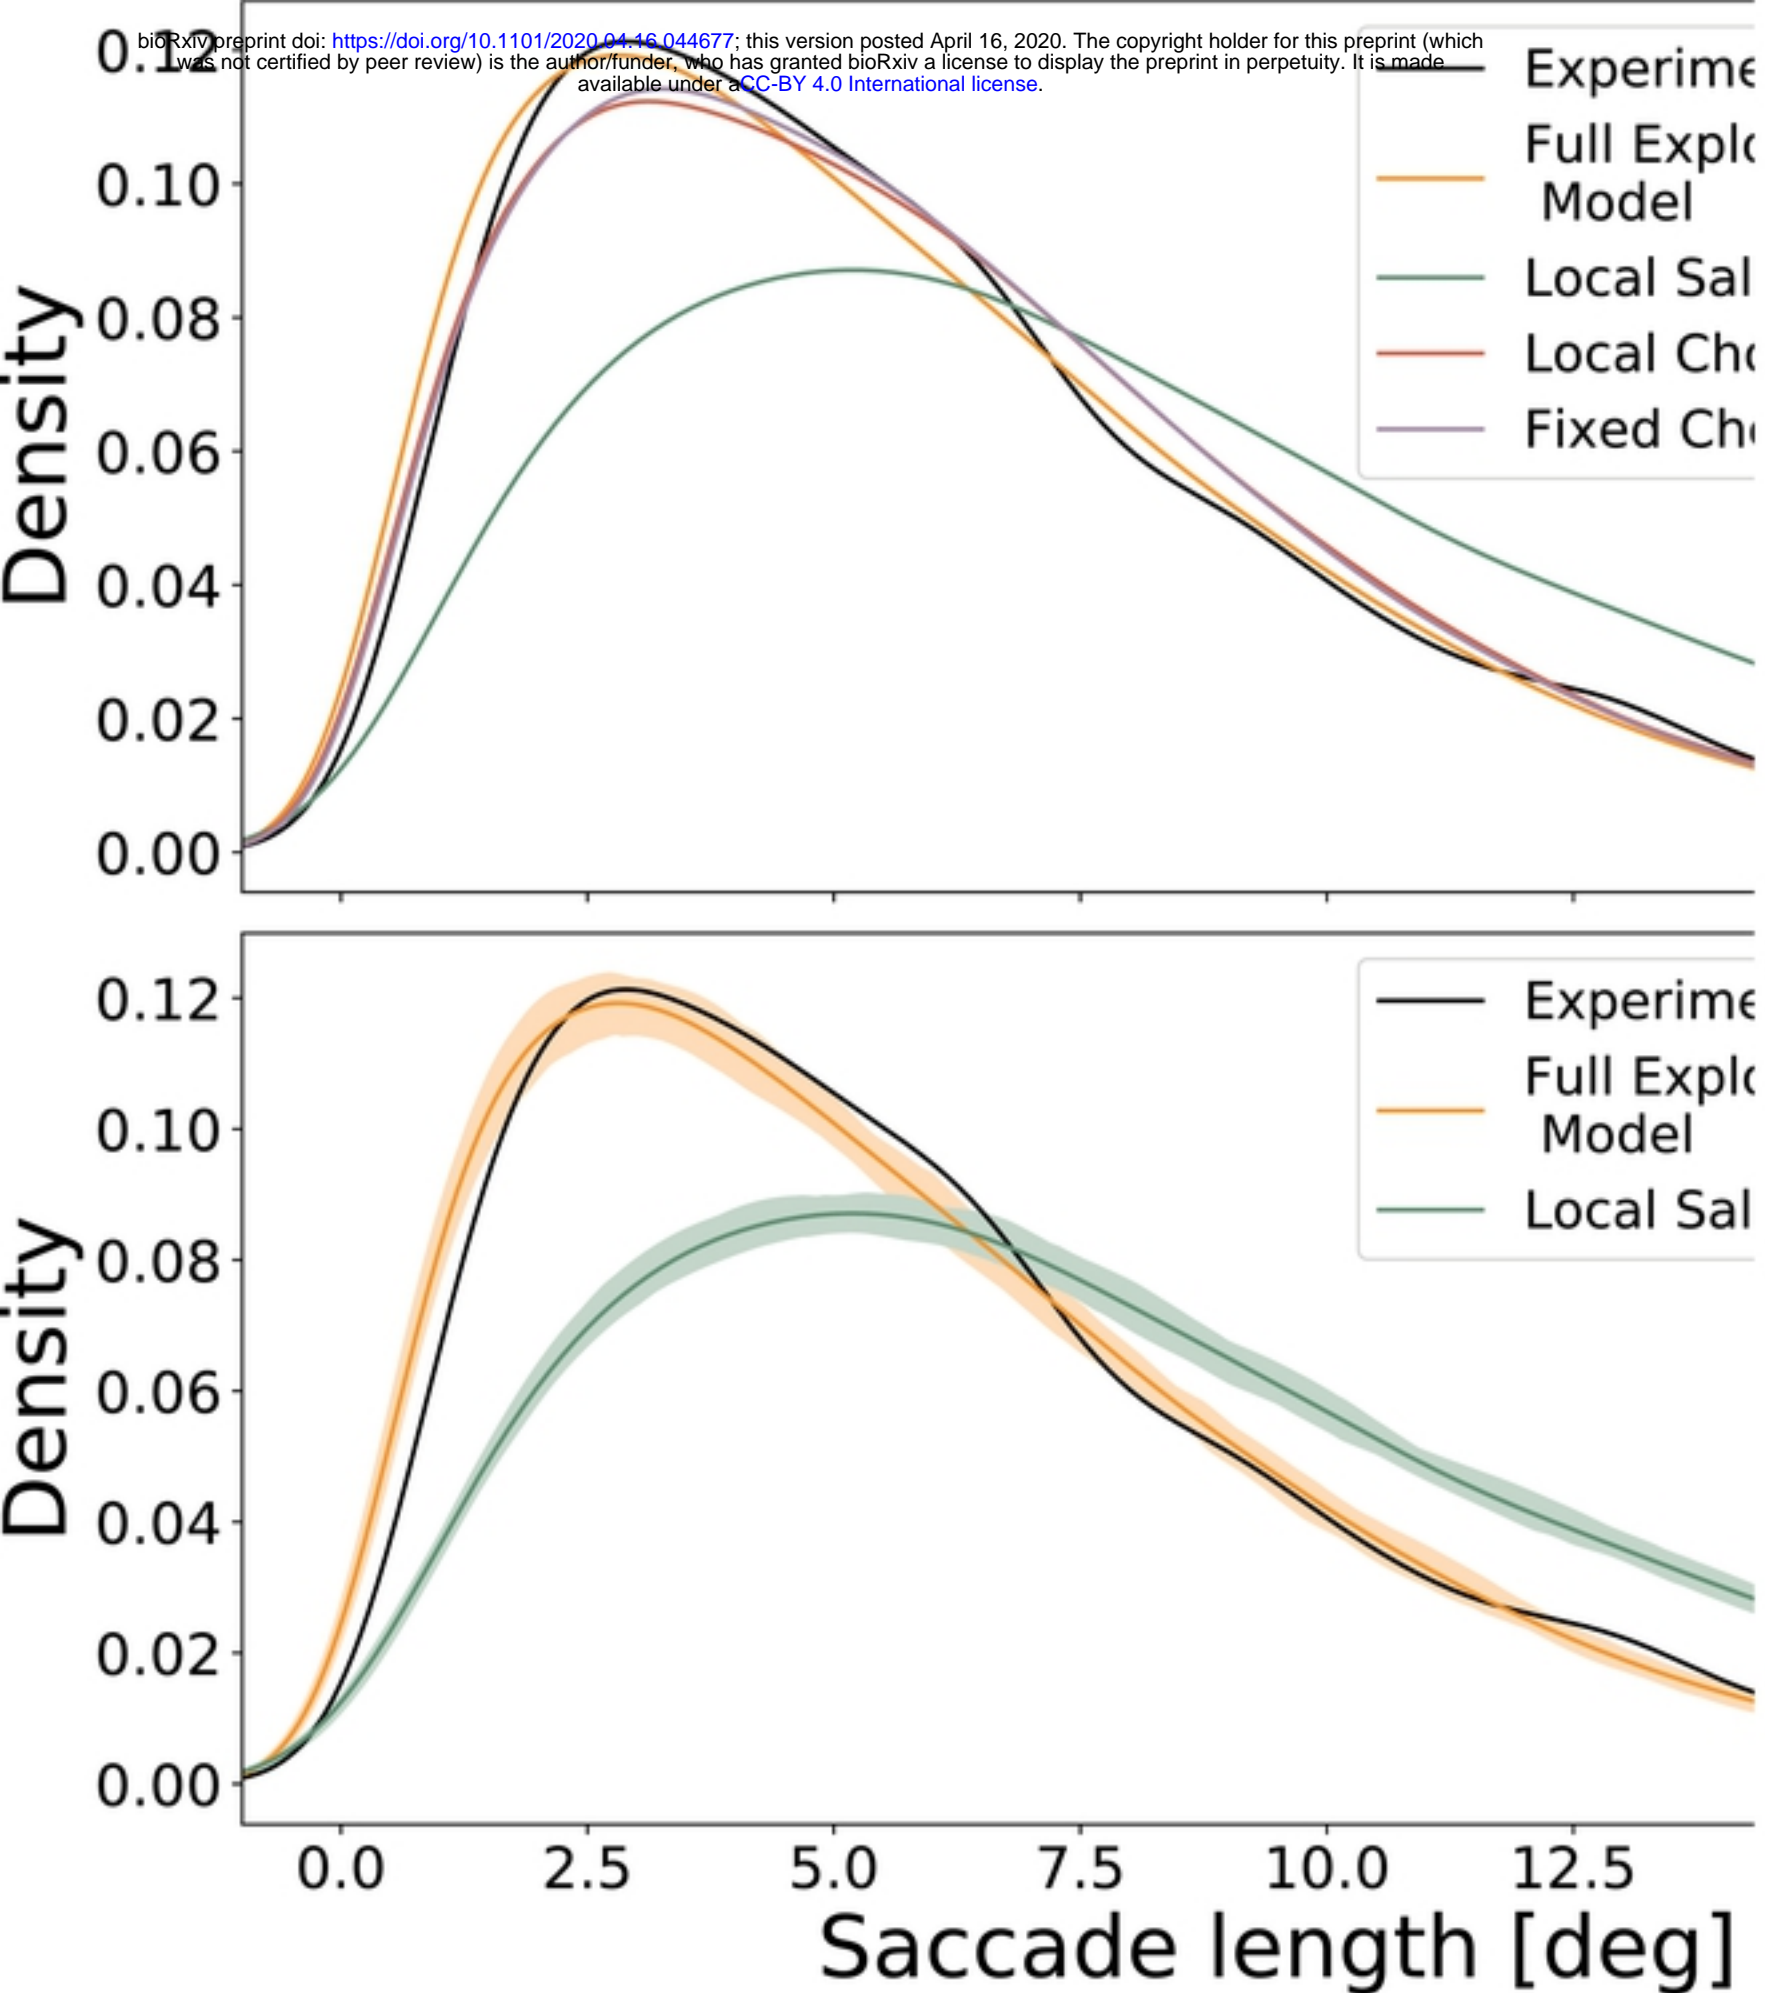 bioRxiv preprint doi: https://doi.org/10.1101/2020.04.16.044677; this version posted April 16, 2020. The copyright holder for this preprint (which
was not certified by peer review) is the author/funder, who has granted bioRxiv a license to display the preprint in perpetuity. It is made
available under aCC-BY 4.0 International license.
0.12
0.10
0.08
0.06
0.04
0.02
0.00
Density
Experime
Full Explo
Model
Local Sal
Local Cho
Fixed Cho
0.12
0.10
0.08
0.06
0.04
0.02
0.00
Density
Experime
Full Explo
Model
Local Sal
0.0 2.5 5.0 7.5 10.0 12.5
Saccade length [deg]